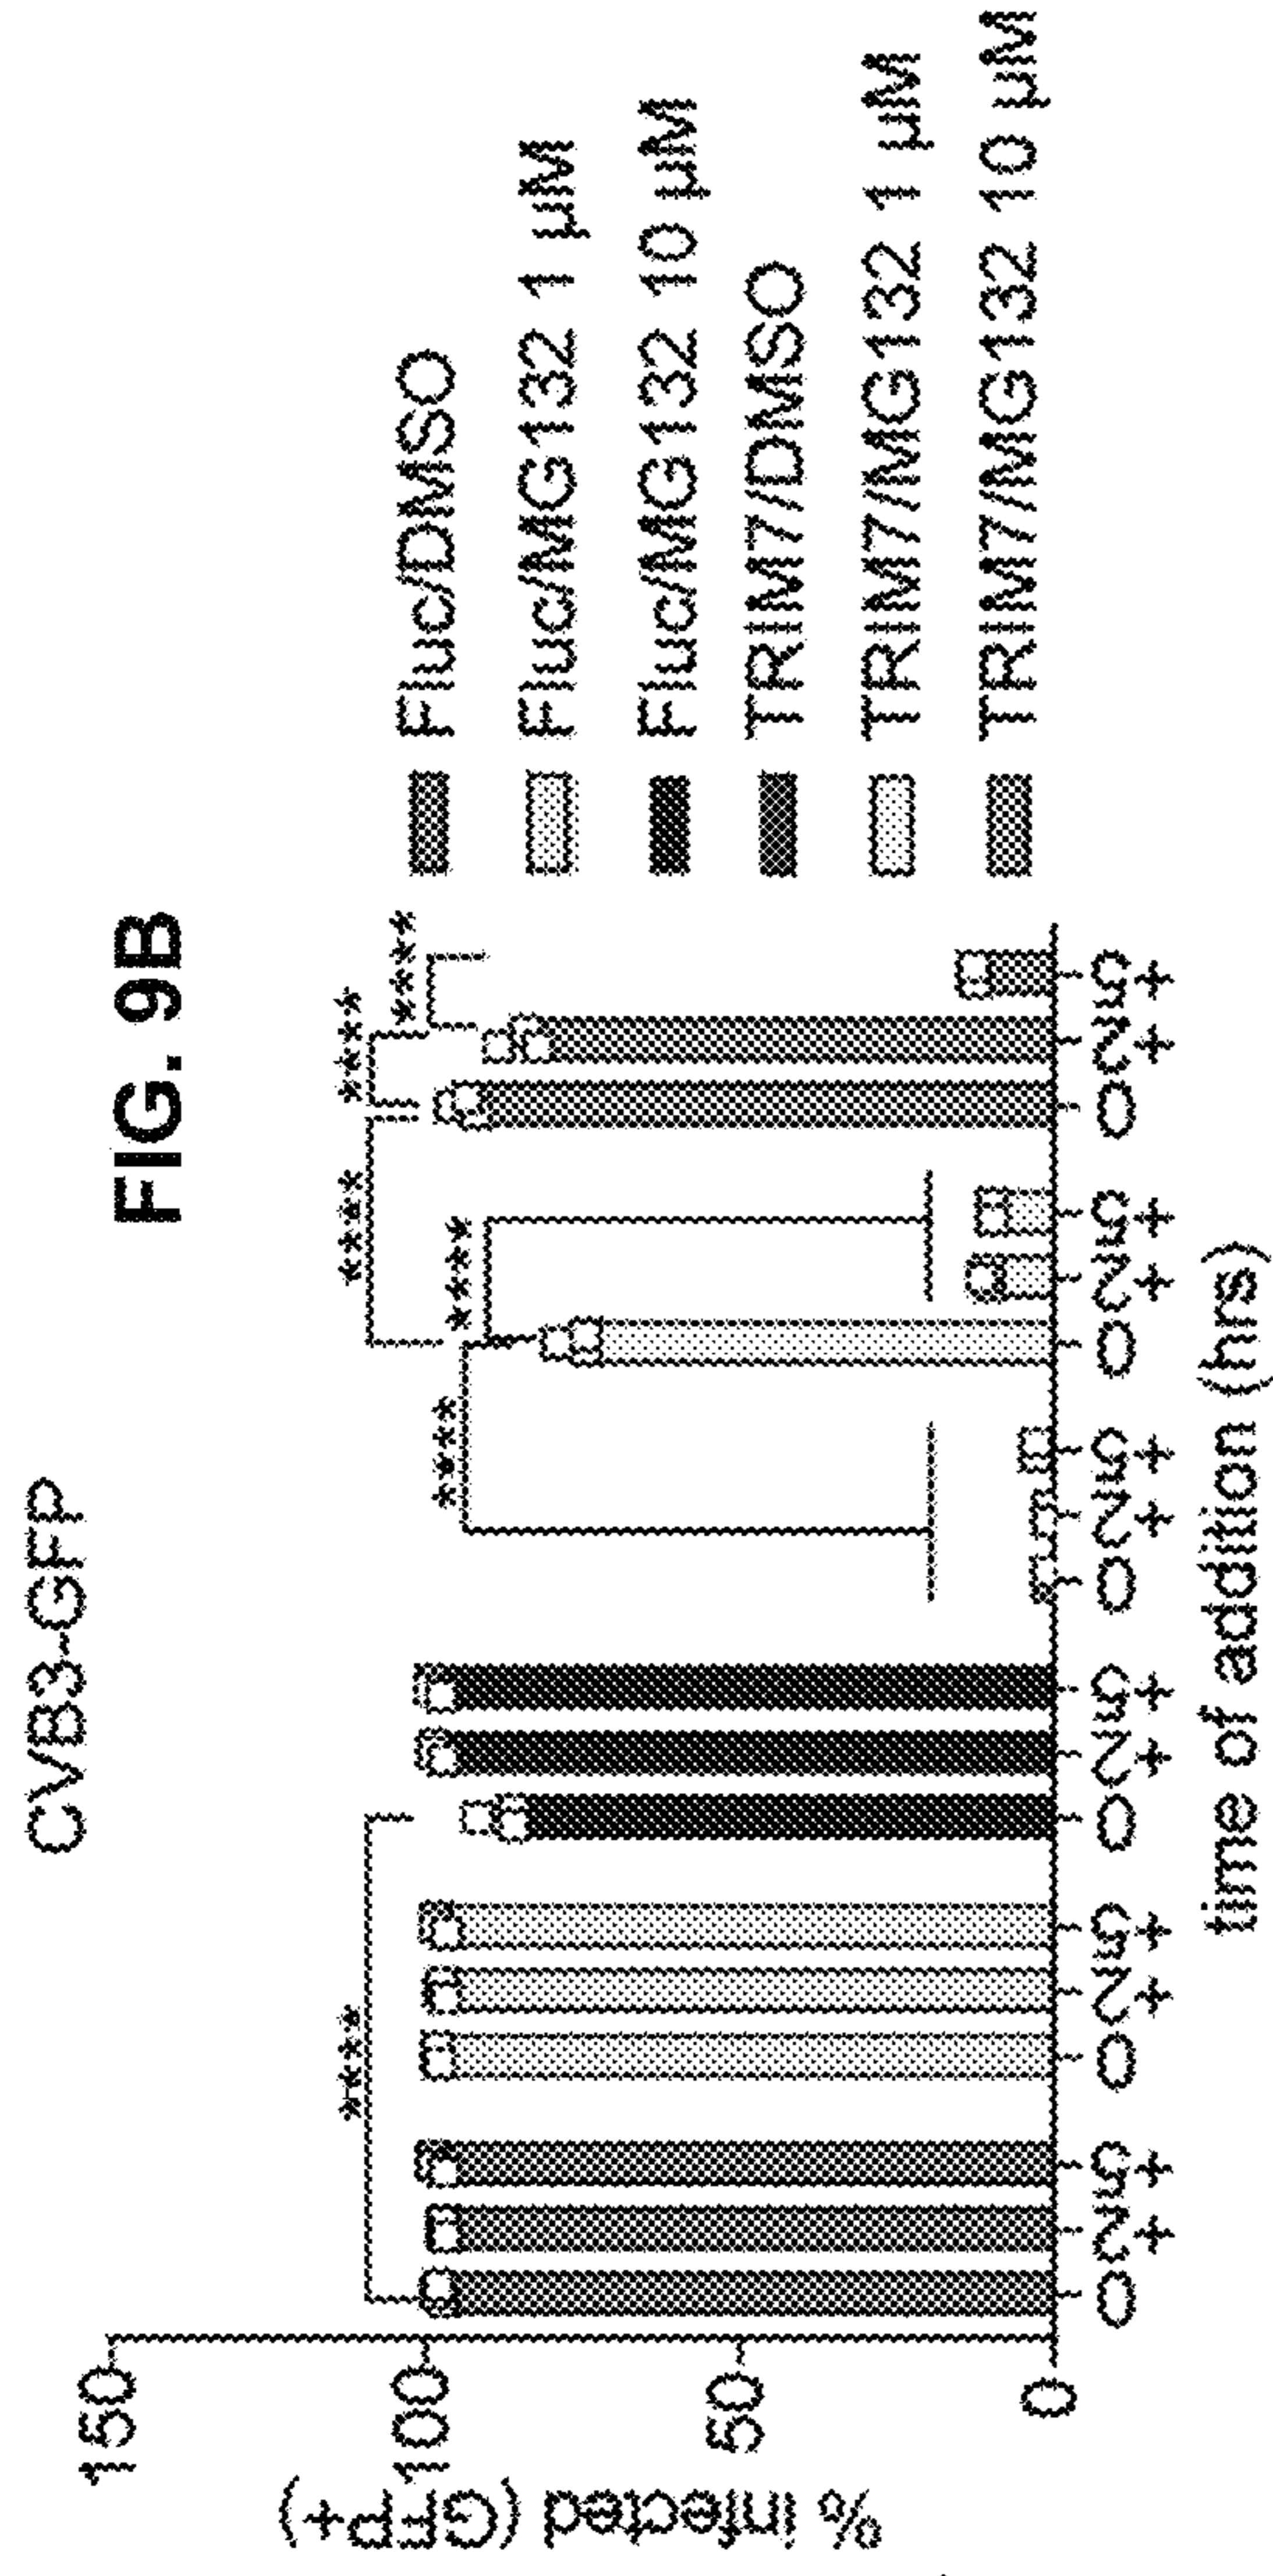 CVB3-GFP
FIG. 9B
% infected (GFP+)
150
100
50
0
****
****
****
****
****
****
0 +2 +5 0 +2 +5 0 +2 +5 0 +2 +5 0 +2 +5 0 +2 +5
time of addition (hrs)
Fluc/DMSO
Fluc/MG132 1 µM
Fluc/MG132 10 µM
TRIM7/DMSO
TRIM7/MG132 1 µM
TRIM7/MG132 10 µM